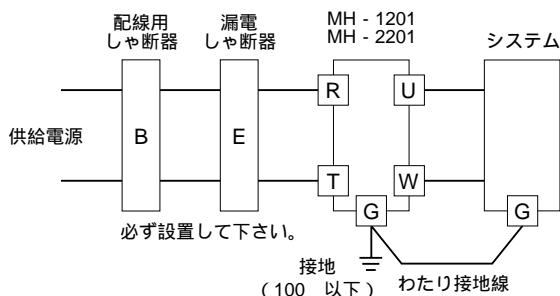 配線用
しゃ断器
漏電
しゃ断器
MH - 1201
MH - 2201
システム
供給電源
B
E
R
U
T
W
G
G
必ず設置して下さい。
接地
(100　以下)
わたり接地線